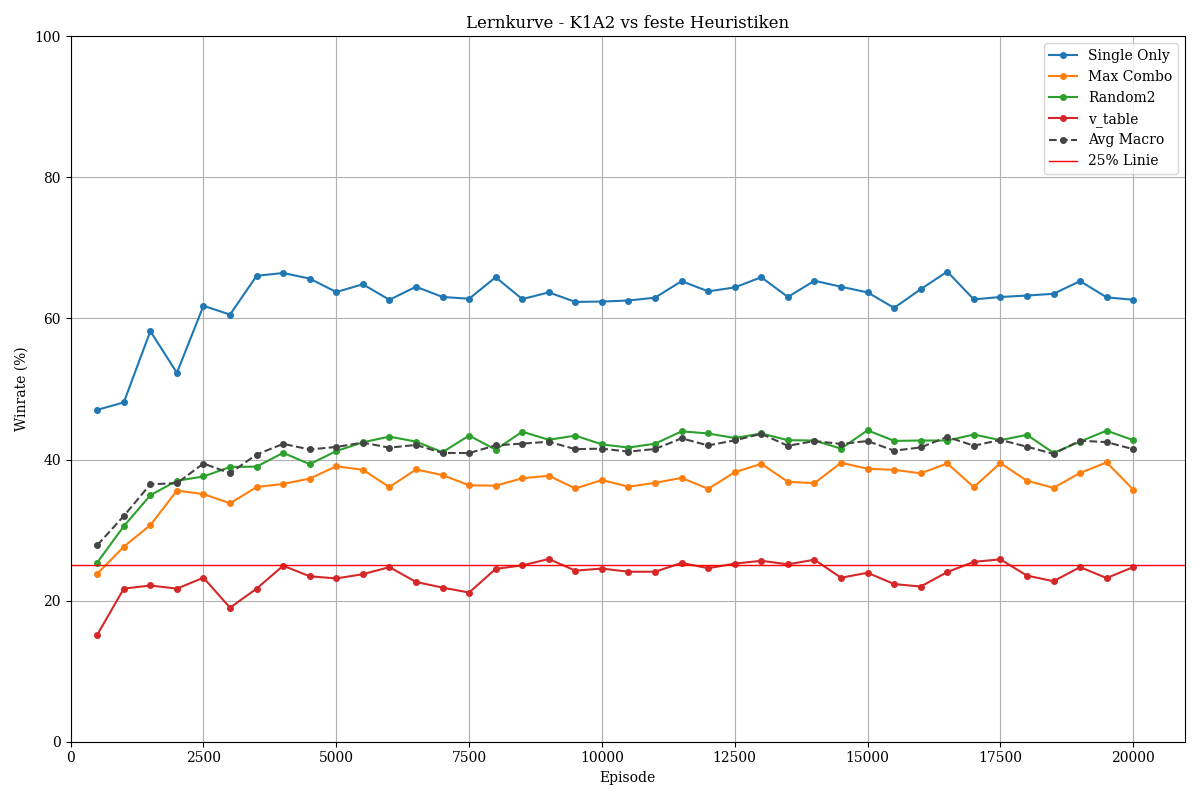 Lernkurve - K1A2 vs feste Heuristiken
100
80
60
40
20
0
Winrate (%)
Single Only
Max Combo
Random2
v_table
Avg Macro
25% Linie
0 2500 5000 7500 10000 12500 15000 17500 20000
Episode